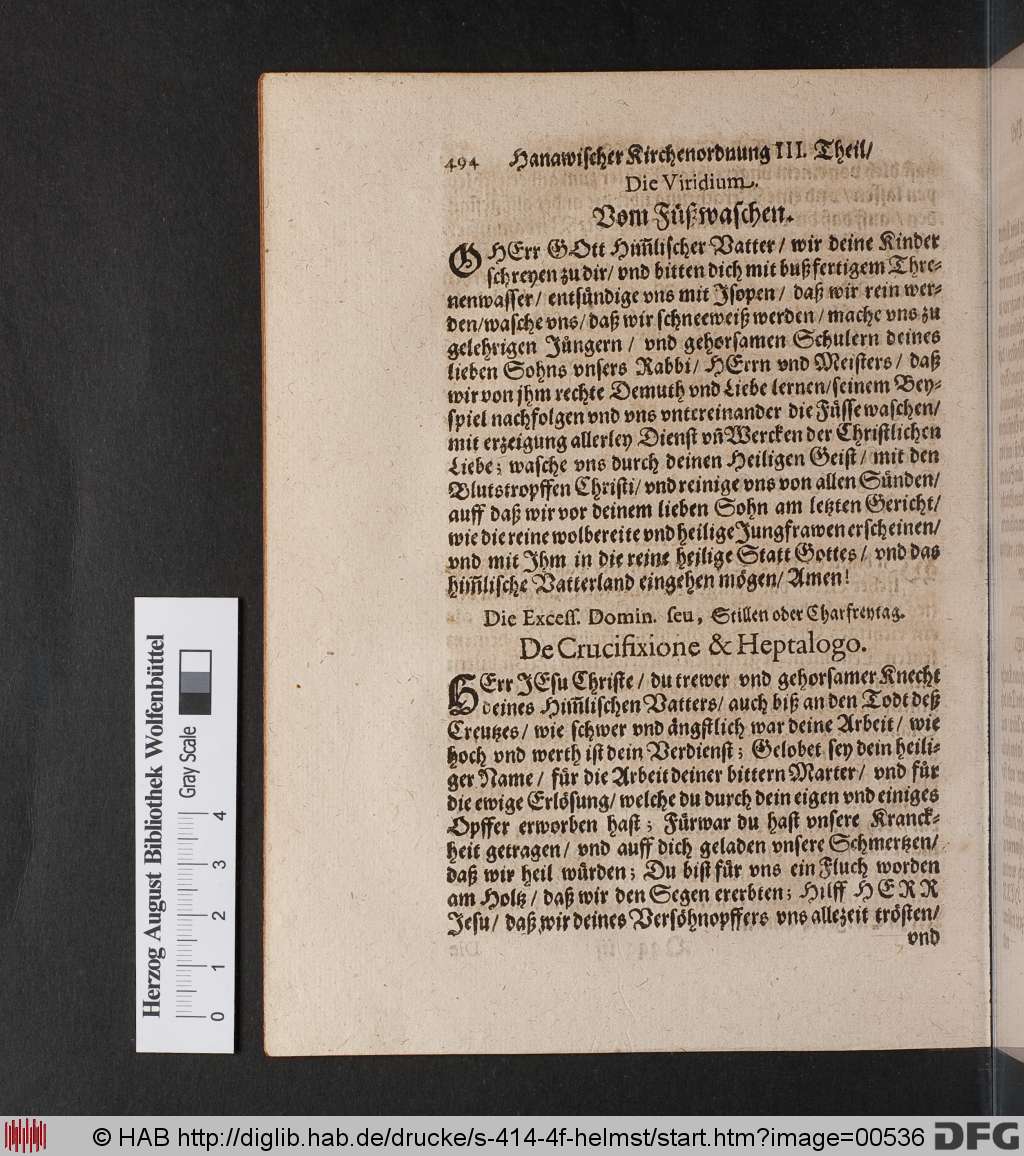 494 Hanawischer Kirchenordnung III. Theil/
Die Viridium.
Vom Füßwaschen.
O HErr GOtt Him̃lischer Vatter / wir deine Kinder
schreyen zu dir/ vnd bitten dich mit bußfertigem Thre-
nenwasser/ entsündige vns mit Jsopen / daß wir rein wer-
den/wasche vns/ daß wir schneeweiß werden / mache vns zu
gelehrigen Jüngern / vnd gehorsamen Schulern deines
lieben Sohns vnsers Rabbi/ HErrn vnd Meisters / daß
wir von jhm rechte Demuth vnd Liebe lernen/seinem Bey-
spiel nachfolgen vnd vns vntereinander die Füsse waschen/
mit erzeigung allerley Dienst vñ Wercken der Christlichen
Liebe; wasche vns durch deinen Heiligen Geist / mit den
Blutstropffen Christi/ vnd reinige vns von allen Sünden/
auff daß wir vor deinem lieben Sohn am letzten Gericht/
wie die reine wolbereite vnd heilige Jungfrawen erscheinen/
vnd mit Jhm in die reine heilige Statt Gottes / vnd das
him̃lische Vatterland eingehen mögen/ Amen!
Die Excess. Domin. seu, Stillen oder Charfreytag.
De Crucifixione & Heptalogo.
HErr JEsu Christe / du trewer vnd gehorsamer Knecht
deines Him̃lischen Vatters/ auch biß an den Todt deß
Creutzes / wie schwer vnd ängstlich war deine Arbeit / wie
hoch vnd werth ist dein Verdienst; Gelobet sey dein heili-
ger Name / für die Arbeit deiner bittern Marter / vnd für
die ewige Erlösung/ welche du durch dein eigen vnd einiges
Opffer erworben hast; Fürwar du hast vnsere Kranck-
heit getragen/ vnd auff dich geladen vnsere Schmertzen/
daß wir heil würden; Du bist für vns ein Fluch worden
am Holtz / daß wir den Segen ererbten; Hilff HERR
Jesu/ daß wir deines Versöhnopffers vns allezeit trösten/
vnd
Herzog August Bibliothek Wolfenbüttel
Gray Scale
0 1 2 3 4
© HAB http://diglib.hab.de/drucke/s-414-4f-helmst/start.htm?image=00536 DFG